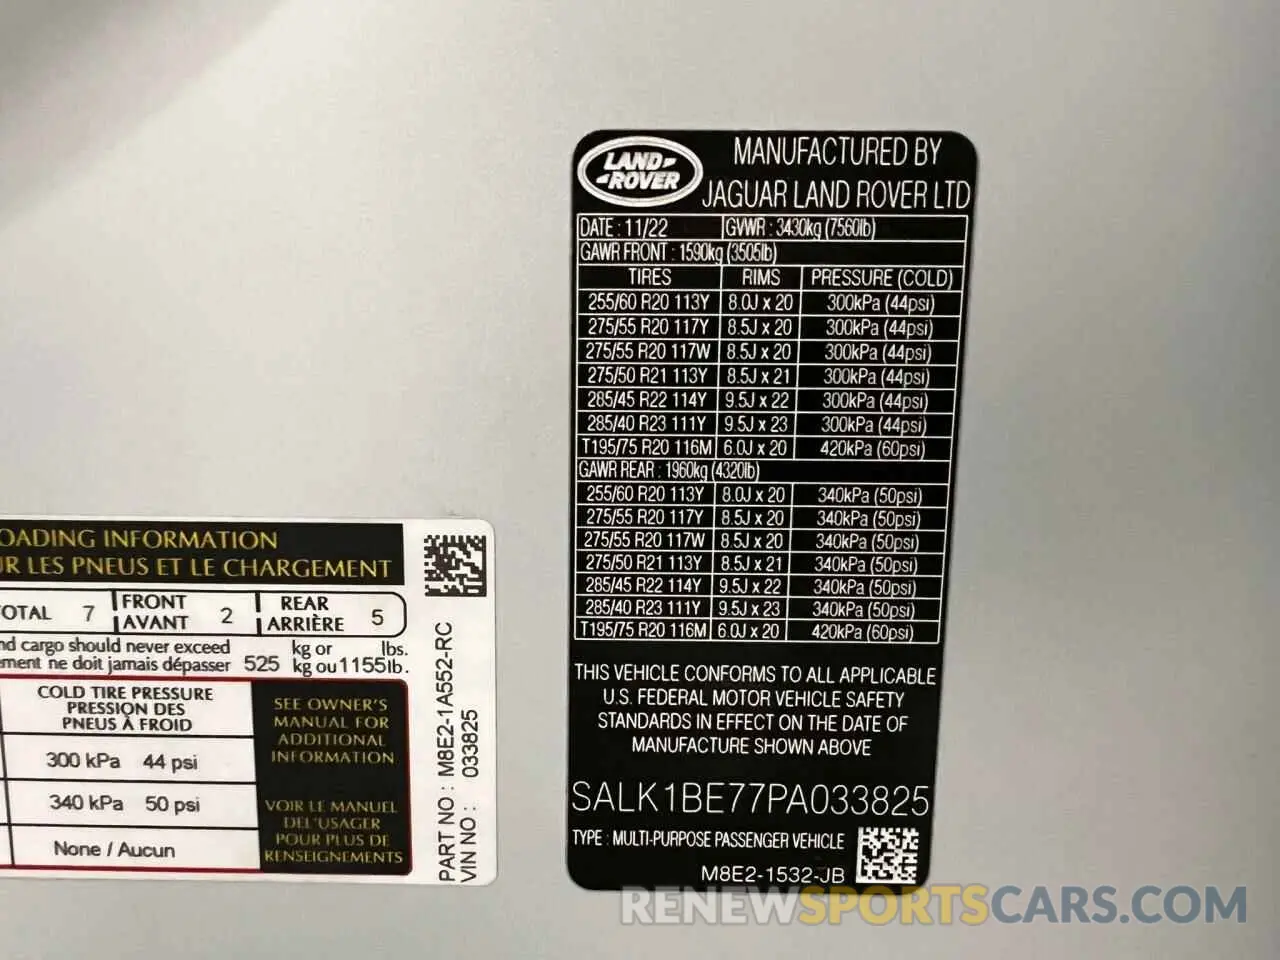 LAND-
-ROVER
MANUFACTURED BY
JAGUAR LAND ROVER LTD
DATE : 11/22 GVWR : 3430kg (7560lb)
GAWR FRONT : 1590kg (3505lb)
TIRES RIMS PRESSURE (COLD)
255/60 R20 113Y 8.0J x 20 300kPa (44psi)
275/55 R20 117Y 8.5J x 20 300kPa (44psi)
275/55 R20 117W 8.5J x 20 300kPa (44psi)
275/50 R21 113Y 8.5J x 21 300kPa (44psi)
285/45 R22 114Y 9.5J x 22 300kPa (44psi)
285/40 R23 111Y 9.5J x 23 300kPa (44psi)
T195/75 R20 116M 6.0J x 20 420kPa (60psi)
GAWR REAR : 1960kg (4320lb)
255/60 R20 113Y 8.0J x 20 340kPa (50psi)
275/55 R20 117Y 8.5J x 20 340kPa (50psi)
275/55 R20 117W 8.5J x 20 340kPa (50psi)
275/50 R21 113Y 8.5J x 21 340kPa (50psi)
285/45 R22 114Y 9.5J x 22 340kPa (50psi)
285/40 R23 111Y 9.5J x 23 340kPa (50psi)
T195/75 R20 116M 6.0J x 20 420kPa (60psi)
THIS VEHICLE CONFORMS TO ALL APPLICABLE
U.S. FEDERAL MOTOR VEHICLE SAFETY
STANDARDS IN EFFECT ON THE DATE OF
MANUFACTURE SHOWN ABOVE
SALK1BE77PA033825
TYPE : MULTI-PURPOSE PASSENGER VEHICLE
M8E2-1532-JB
OADING INFORMATION
UR LES PNEUS ET LE CHARGEMENT
OTAL 7 FRONT AVANT 2 REAR ARRIÈRE 5
nd cargo should never exceed kg or lbs.
ment ne doit jamais dépasser 525 kg ou 1155 lb.
COLD TIRE PRESSURE
PRESSION DES
PNEUS À FROID
300 kPa 44 psi
340 kPa 50 psi
None / Aucun
SEE OWNER'S
MANUAL FOR
ADDITIONAL
INFORMATION
VOIR LE MANUEL
DEL'USAGER
POUR PLUS DE
RENSEIGNEMENTS
PART NO : M8E2-1A552-RC
VIN NO : 033825
RENEWSPORTSCARS.COM